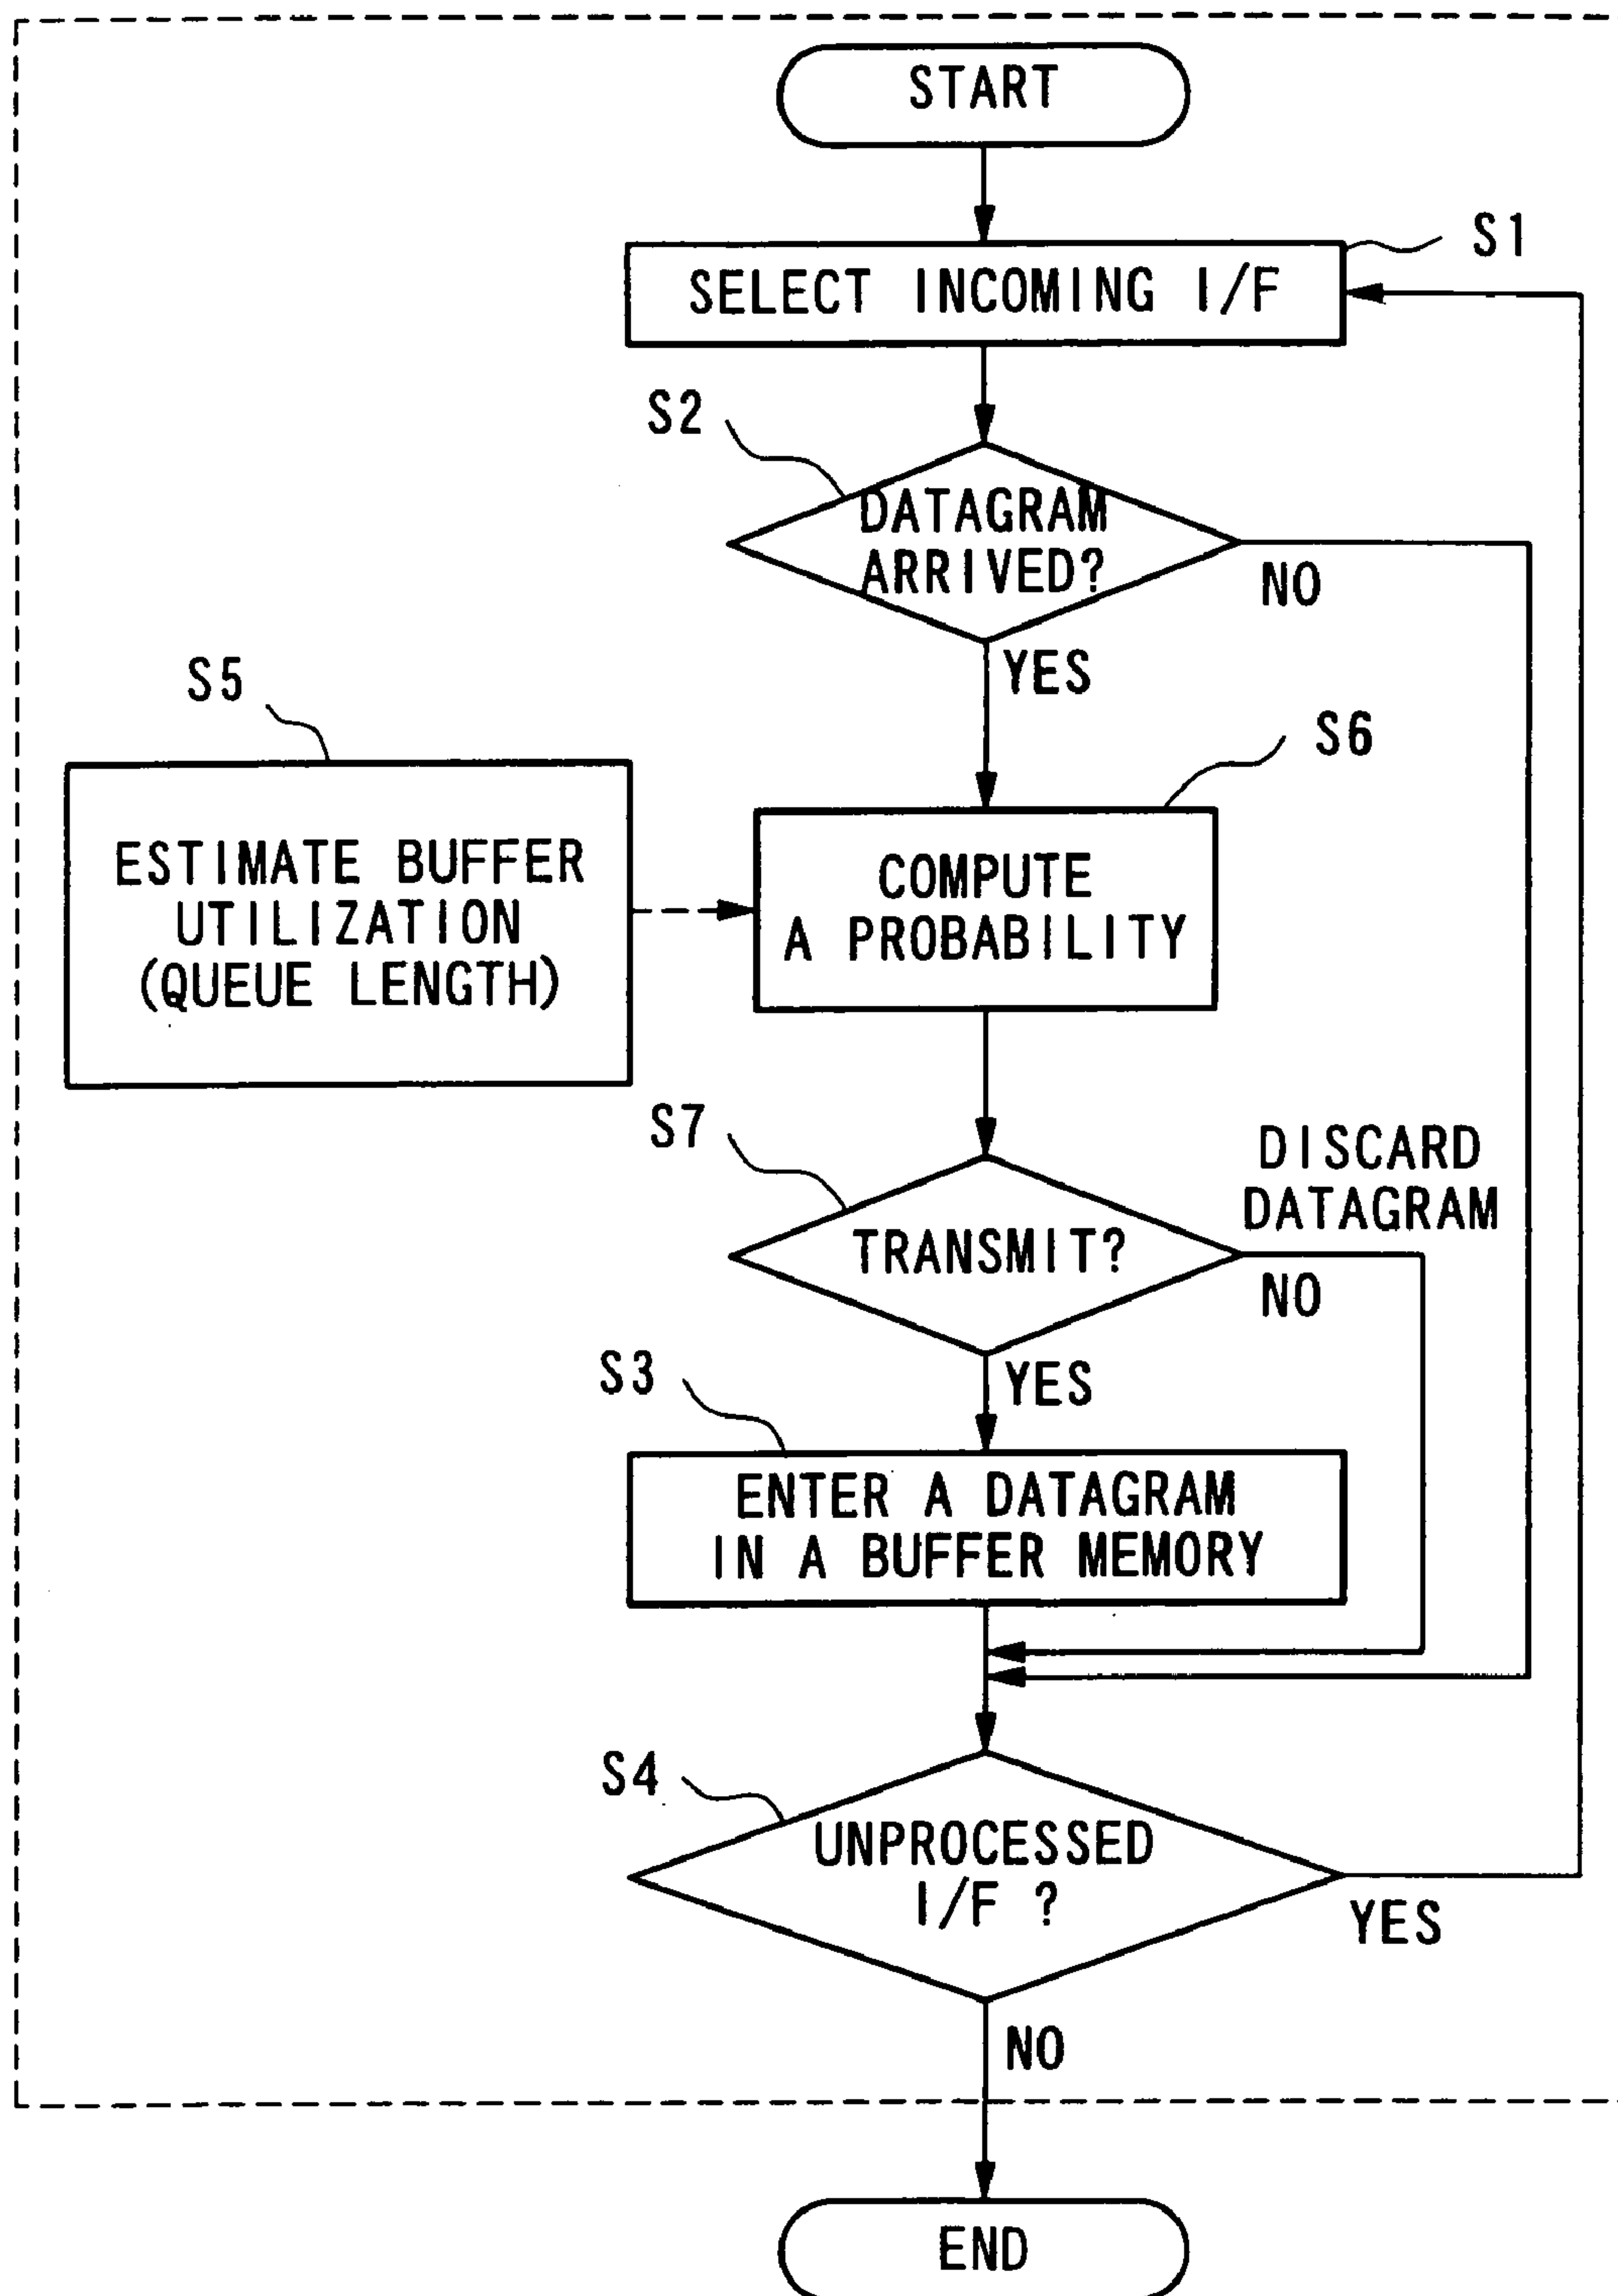 START
S1
SELECT INCOMING I/F
S2
DATAGRAM
ARRIVED?
NO
YES
S5
S6
ESTIMATE BUFFER
UTILIZATION
(QUEUE LENGTH)
COMPUTE
A PROBABILITY
S7
DISCARD
DATAGRAM
TRANSMIT?
NO
YES
S3
ENTER A DATAGRAM
IN A BUFFER MEMORY
S4
UNPROCESSED
I/F ?
YES
NO
END